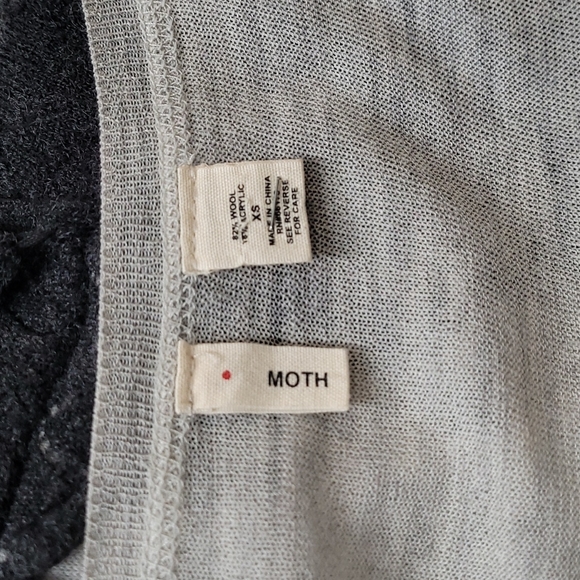 82% WOOL
18% ACRYLIC
XS
MADE IN CHINA
SEE REVERSE
FOR CARE
MOTH